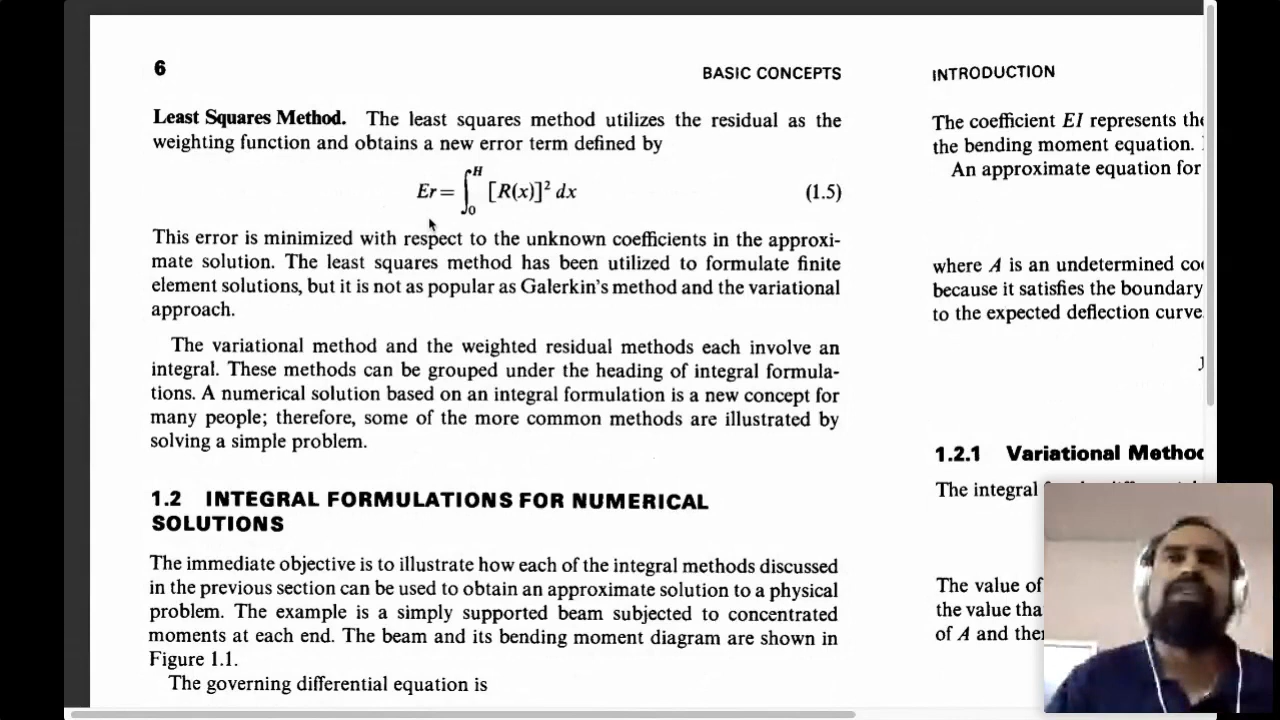 6
BASIC CONCEPTS
Least Squares Method. The least squares method utilizes the residual as the
weighting function and obtains a new error term defined by
Er = ∫₀ᴴ [R(x)]² dx (1.5)
This error is minimized with respect to the unknown coefficients in the approxi-
mate solution. The least squares method has been utilized to formulate finite
element solutions, but it is not as popular as Galerkin's method and the variational
approach.
The variational method and the weighted residual methods each involve an
integral. These methods can be grouped under the heading of integral formula-
tions. A numerical solution based on an integral formulation is a new concept for
many people; therefore, some of the more common methods are illustrated by
solving a simple problem.
1.2 INTEGRAL FORMULATIONS FOR NUMERICAL
SOLUTIONS
The immediate objective is to illustrate how each of the integral methods discussed
in the previous section can be used to obtain an approximate solution to a physical
problem. The example is a simply supported beam subjected to concentrated
moments at each end. The beam and its bending moment diagram are shown in
Figure 1.1.
The governing differential equation is
INTRODUCTION
The coefficient EI represents the
the bending moment equation.
An approximate equation for
where A is an undetermined
because it satisfies the boundary
to the expected deflection curve
1.2.1 Variational
The integral
The value of
the value
of A and